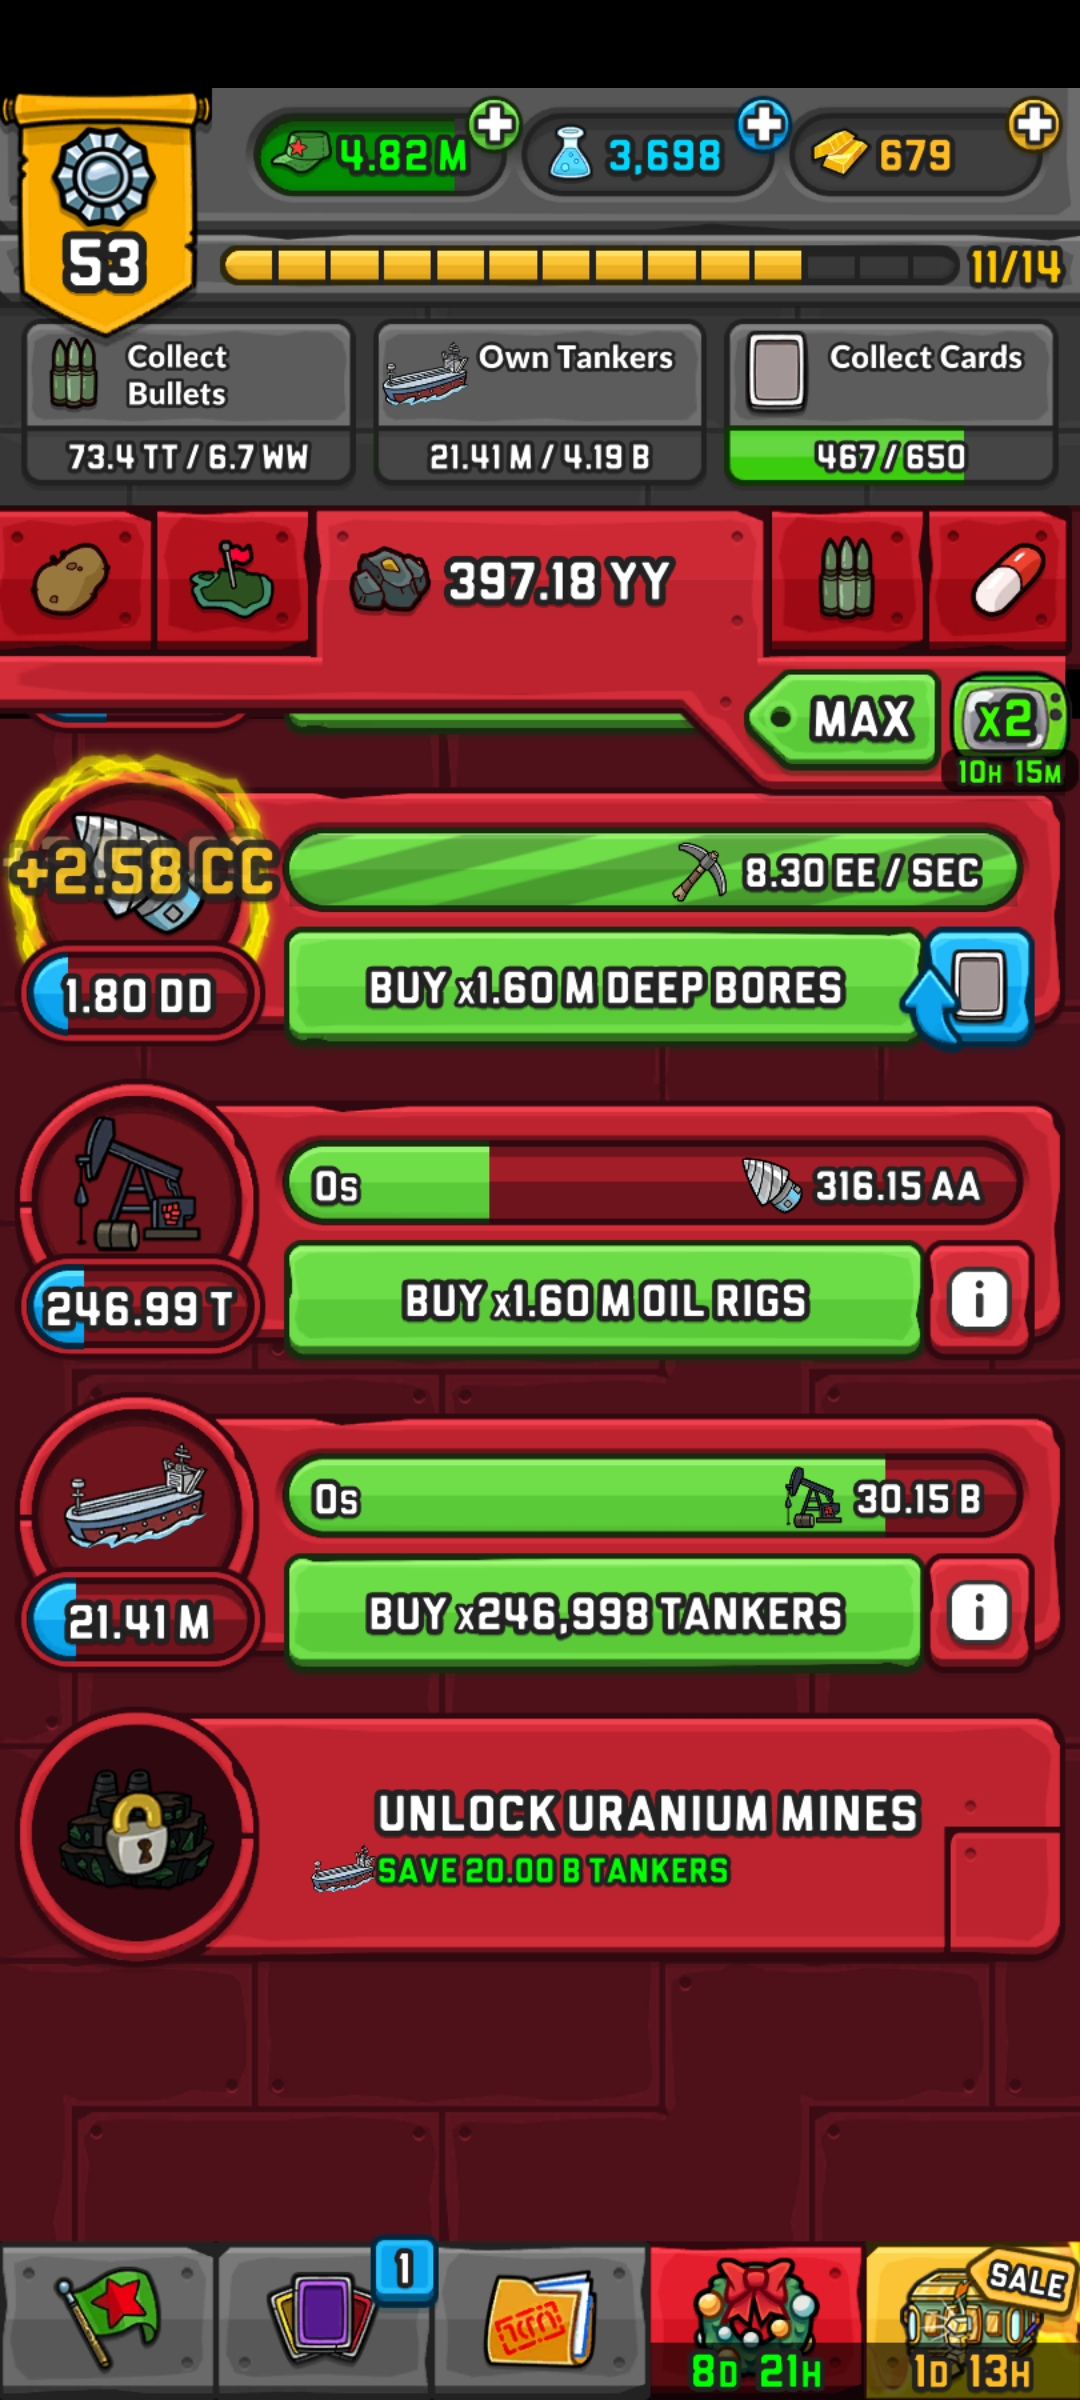 4.82 M
3,698
679
53
11/14
Collect
Bullets
73.4 TT / 6.7 WW
Own Tankers
21.41 M / 4.19 B
Collect Cards
467 / 650
397.18 YY
MAX
x2
10H 15M
+2.58 CC
8.30 EE / SEC
1.80 DD
BUY x1.60 M DEEP BORES
0s
316.15 AA
246.99 T
BUY x1.60 M OIL RIGS
i
0s
30.15 B
21.41 M
BUY x246,998 TANKERS
i
UNLOCK URANIUM MINES
SAVE 20.00 B TANKERS
1
SALE
8D 21H
1D 13H